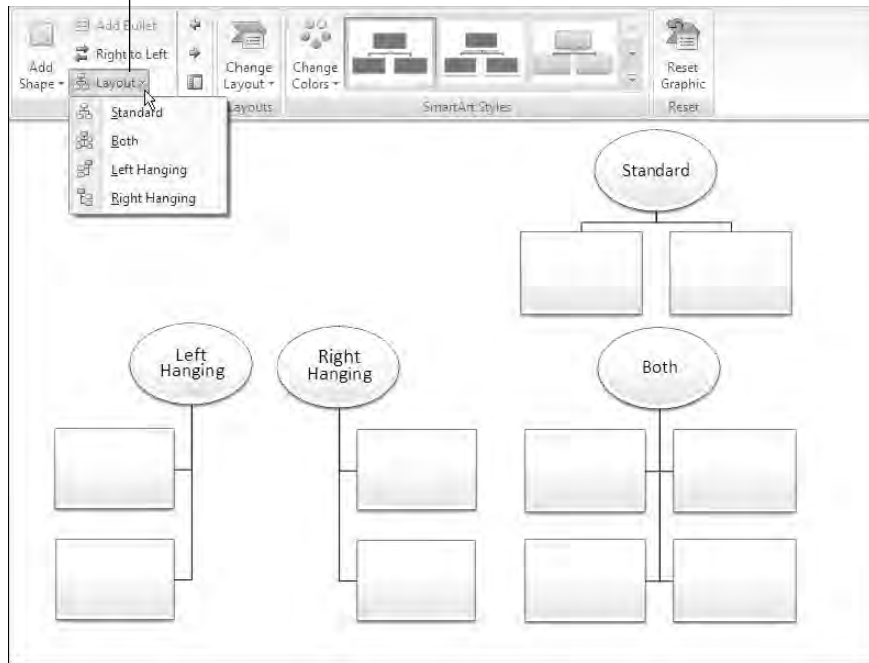 Add Bullet
Right to Left
Add
Shape
Layout
Change
Layout
Change
Colors
Reset
Graphic
Layouts
SmartArt Styles
Reset
Standard
Both
Left Hanging
Right Hanging
Standard
Left
Hanging
Right
Hanging
Both